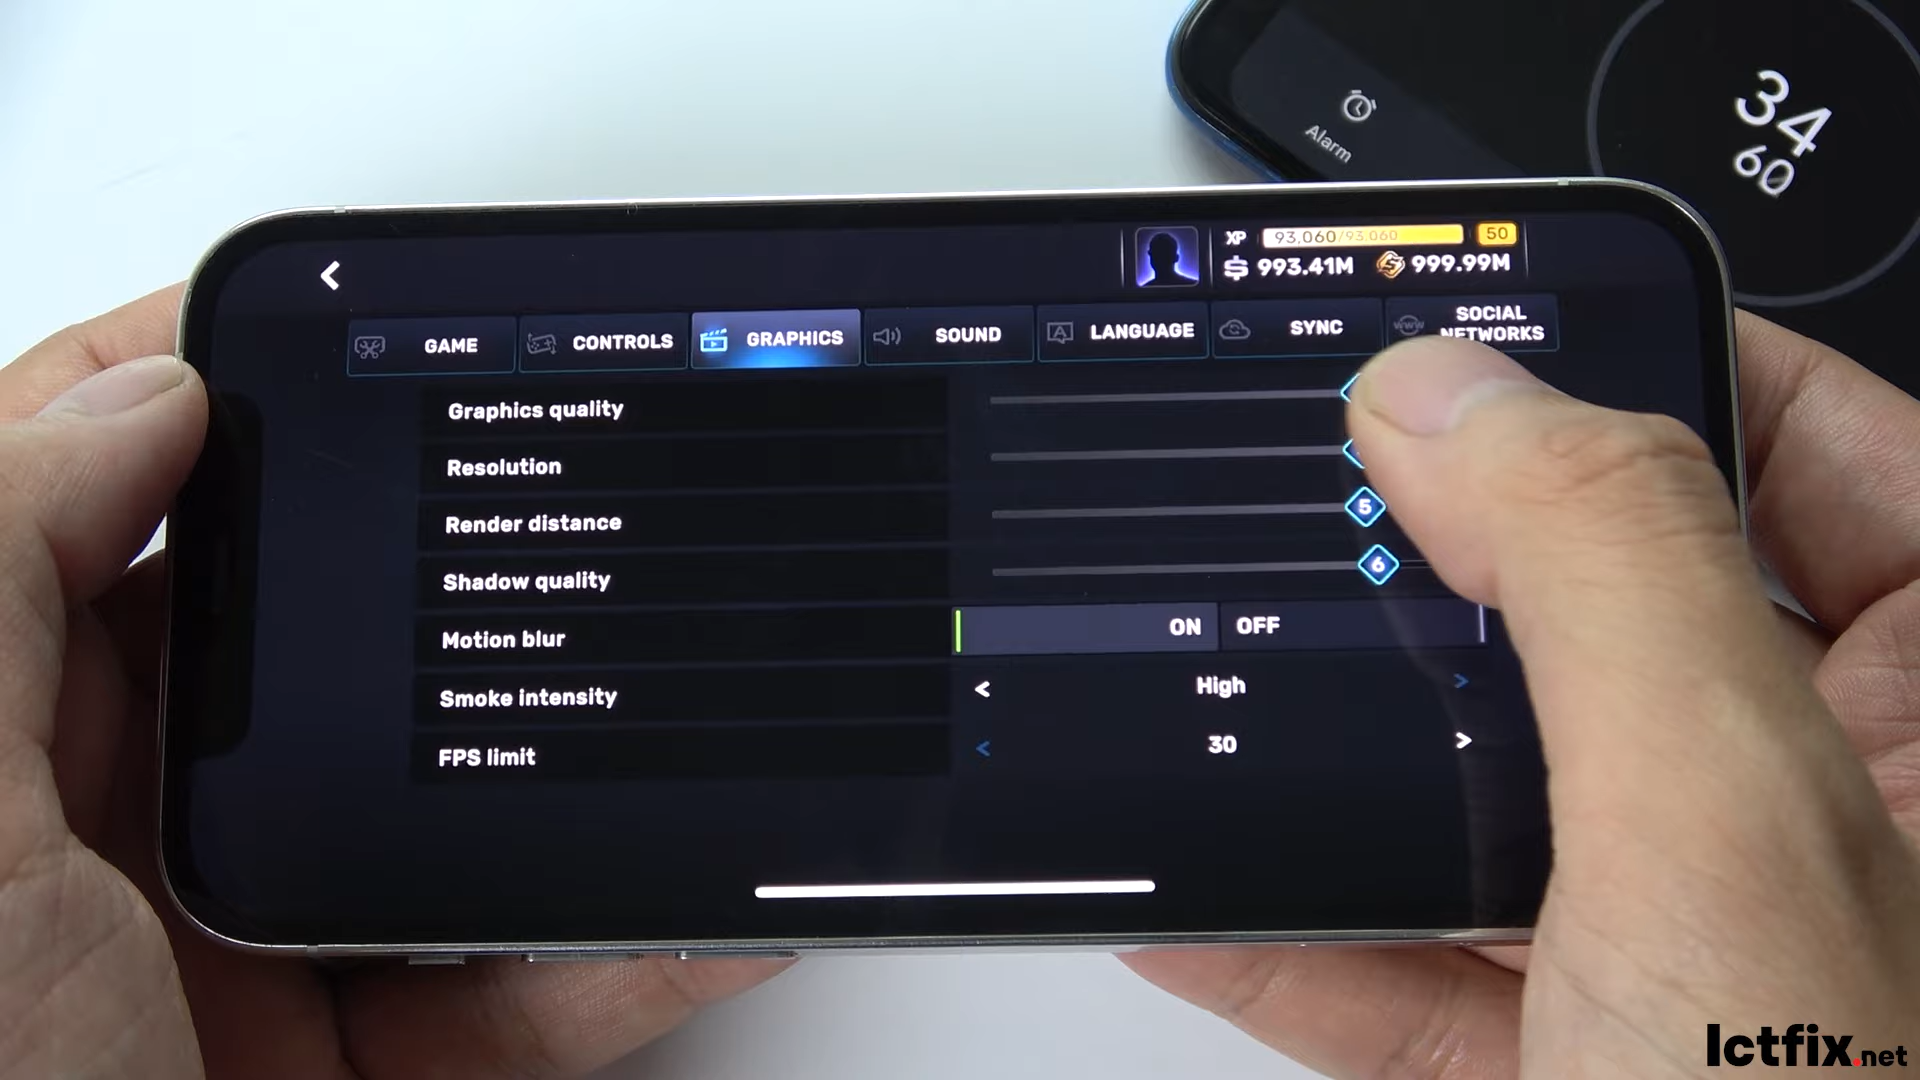 34
60
Alarm
XP 93,060/93,060 50
993.41M 999.99M
GAME CONTROLS GRAPHICS SOUND LANGUAGE SYNC SOCIAL NETWORKS
Graphics quality
Resolution
Render distance 5
Shadow quality 6
Motion blur ON OFF
Smoke intensity < High >
FPS limit < 30 >
Ictfix.net